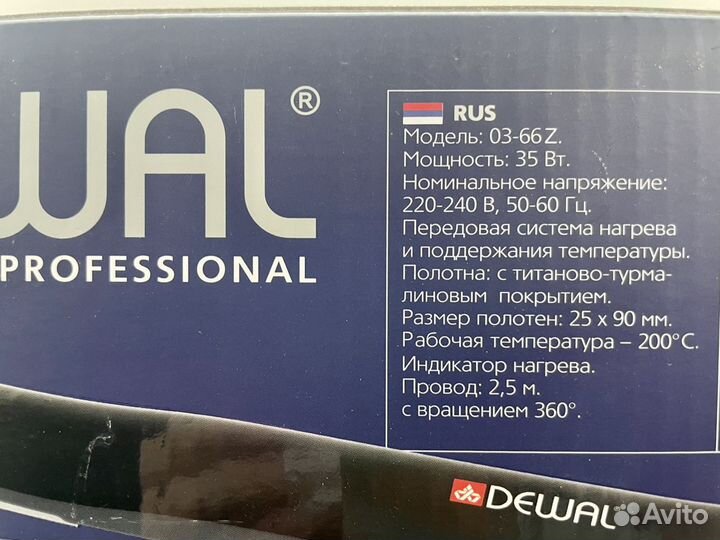 WAL®
PROFESSIONAL
RUS
Модель: 03-66 Z.
Мощность: 35 Вт.
Номинальное напряжение:
220-240 В, 50-60 Гц.
Передовая система нагрева
и поддержания температуры.
Полотна: с титаново-турма-
линовым покрытием.
Размер полотен: 25 x 90 мм.
Рабочая температура – 200°С.
Индикатор нагрева.
Провод: 2,5 м.
с вращением 360°.
DEWAL
Avito